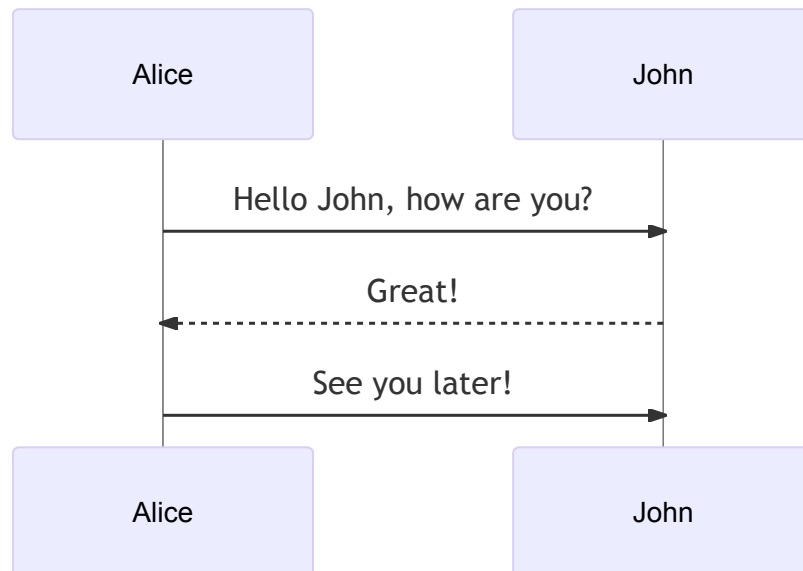 Alice
John
Hello John, how are you?
Great!
See you later!
Alice
John